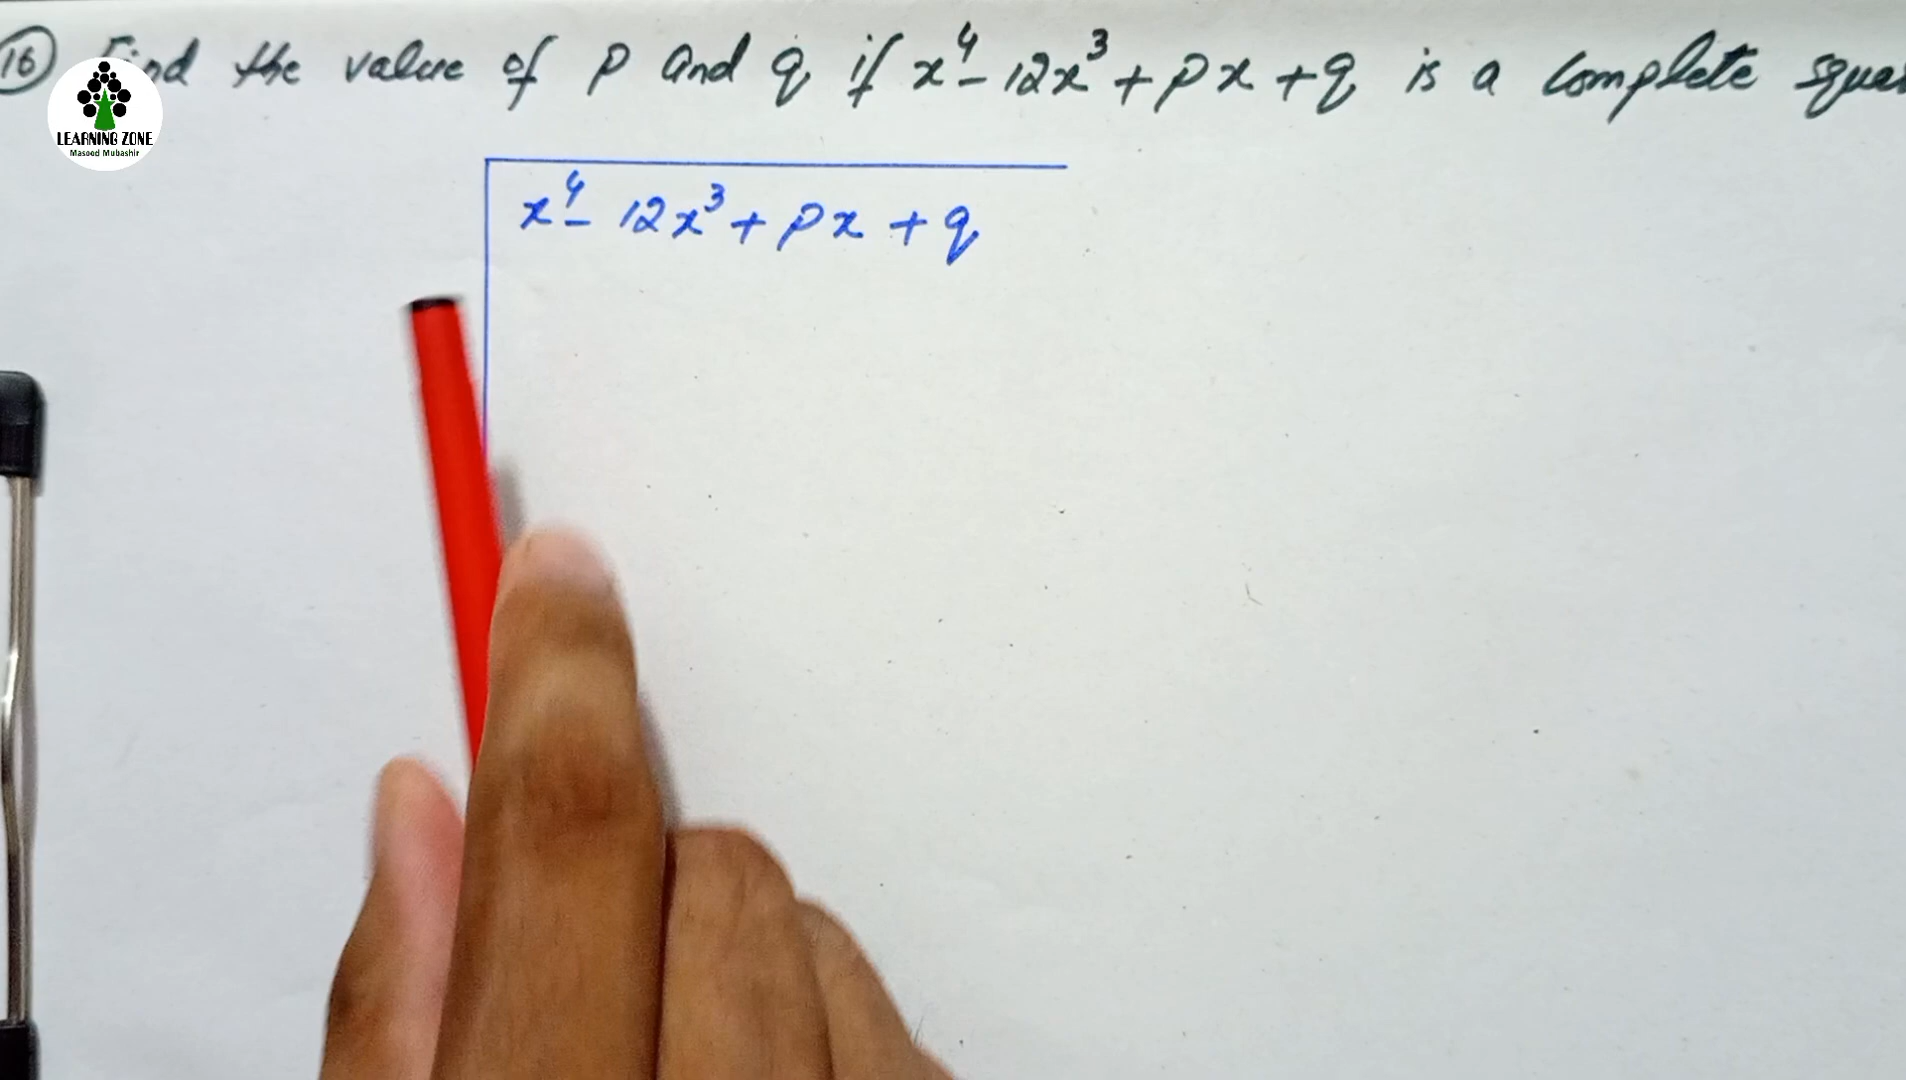 16 Find the value of p and q if x⁴ - 12x³ + px + q is a complete squa
LEARNING ZONE
Masood Mubashir
x⁴ - 12x³ + px + q